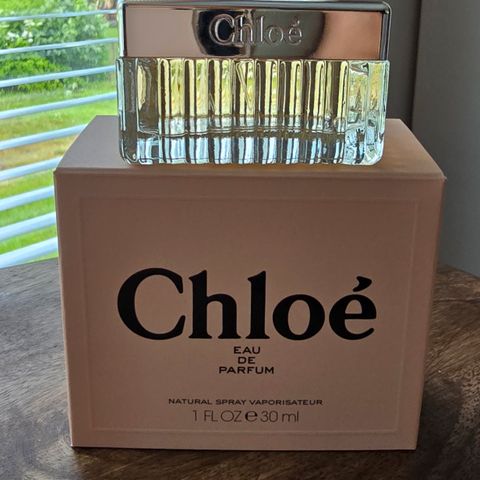 Chloé
Chloé
EAU
DE
PARFUM
NATURAL SPRAY VAPORISATEUR
1 FL OZ ℮ 30 ml